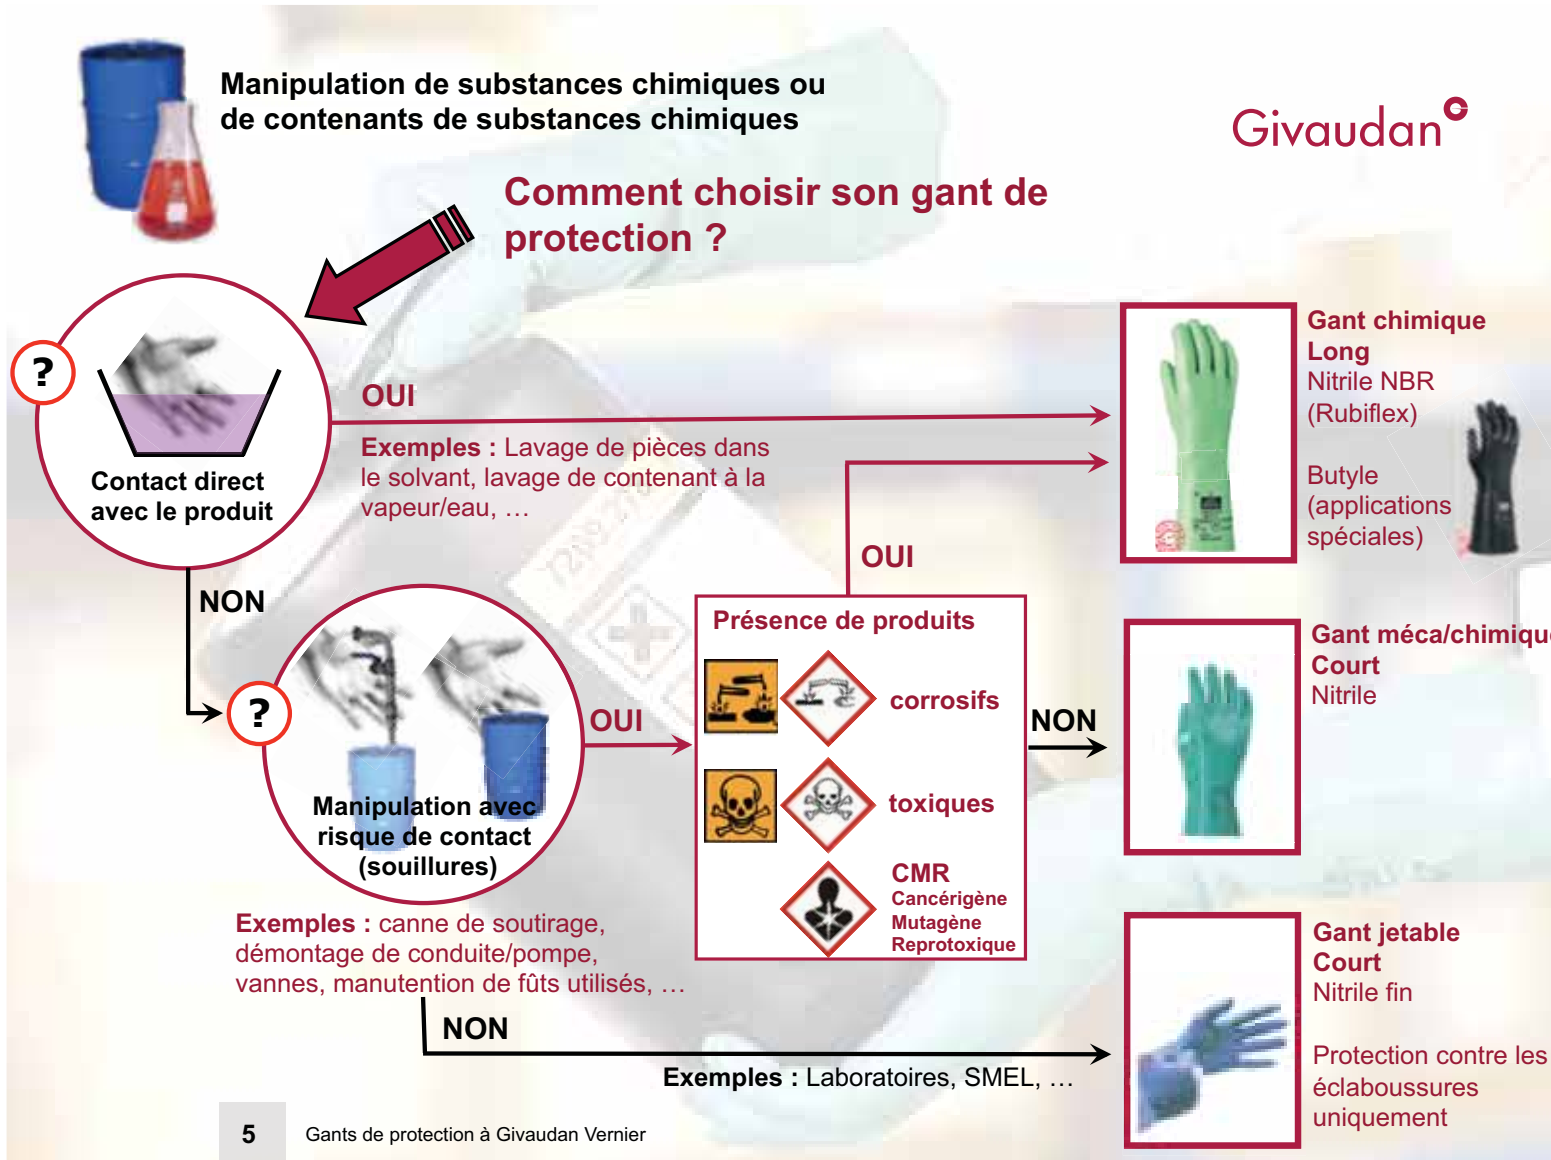 Manipulation de substances chimiques ou
de contenants de substances chimiques
Givaudan
Comment choisir son gant de
protection ?
?
Contact direct
avec le produit
OUI
Exemples : Lavage de pièces dans
le solvant, lavage de contenant à la
vapeur/eau, …
Gant chimique
Long
Nitrile NBR
(Rubiflex)
Butyle
(applications
spéciales)
NON
?
Manipulation avec
risque de contact
(souillures)
OUI
Exemples : canne de soutirage,
démontage de conduite/pompe,
vannes, manutention de fûts utilisés, …
Présence de produits
corrosifs
toxiques
CMR
Cancérigène
Mutagène
Reprotoxique
OUI
NON
Gant méca/chimique
Court
Nitrile
NON
Exemples : Laboratoires, SMEL, …
Gant jetable
Court
Nitrile fin
Protection contre les
éclaboussures
uniquement
5
Gants de protection à Givaudan Vernier